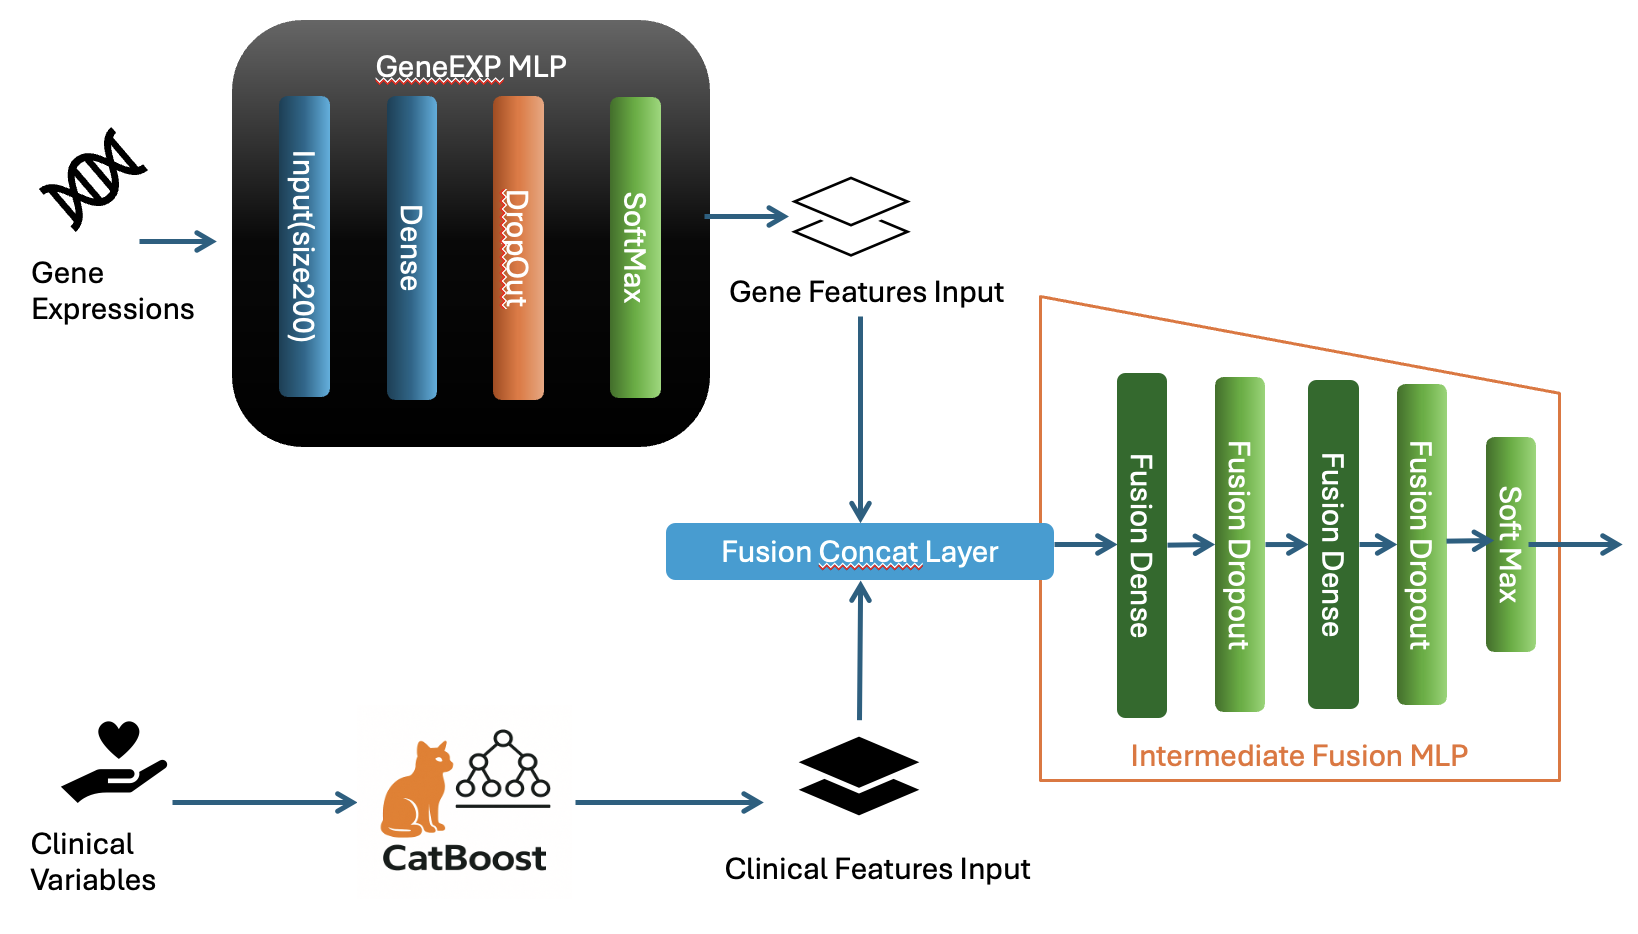 GeneEXP MLP
Input(size200)
Dense
DropOut
SoftMax
Gene
Expressions
Gene Features Input
Fusion Concat Layer
Fusion Dense
Fusion Dropout
Fusion Dense
Fusion Dropout
Soft Max
Intermediate Fusion MLP
Clinical
Variables
CatBoost
Clinical Features Input